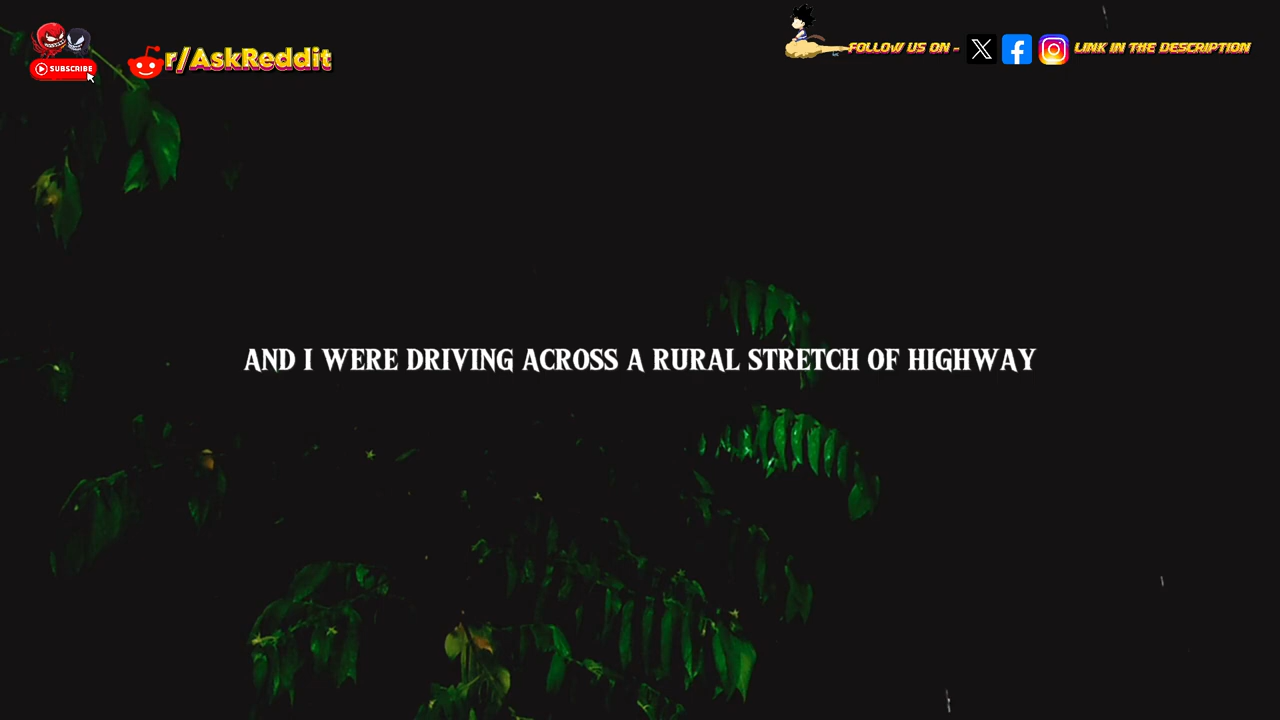 SUBSCRIBE
r/AskReddit
FOLLOW US ON -
LINK IN THE DESCRIPTION
AND I WERE DRIVING ACROSS A RURAL STRETCH OF HIGHWAY